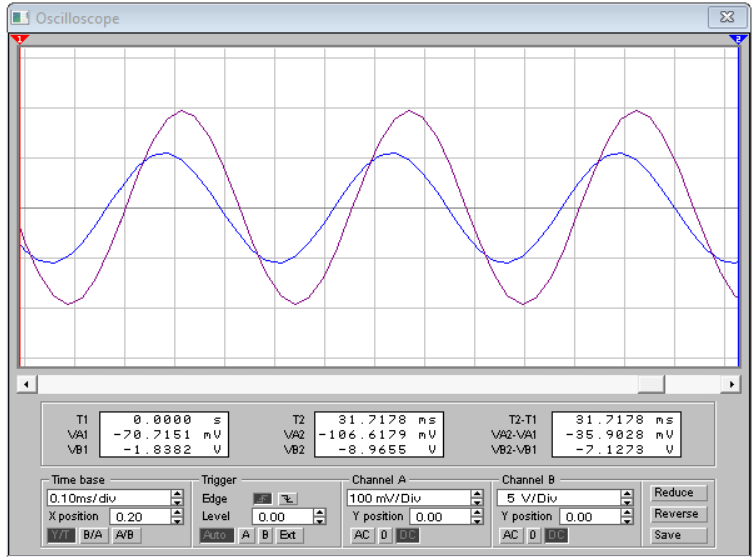 Oscilloscope
1 2
T1 0.0000 s T2 31.7178 ms T2-T1 31.7178 ms
VA1 -70.7151 mV VA2 -106.6179 mV VA2-VA1 -35.9028 mV
VB1 -1.8382 V VB2 -8.9655 V VB2-VB1 -7.1273 V
Time base Trigger Channel A Channel B
0.10ms/div Edge 100 mV/Div 5 V/Div Reduce
X position 0.20 Level 0.00 Y position 0.00 Y position 0.00 Reverse
Y/T B/A A/B Auto A B Ext AC 0 DC AC 0 DC Save